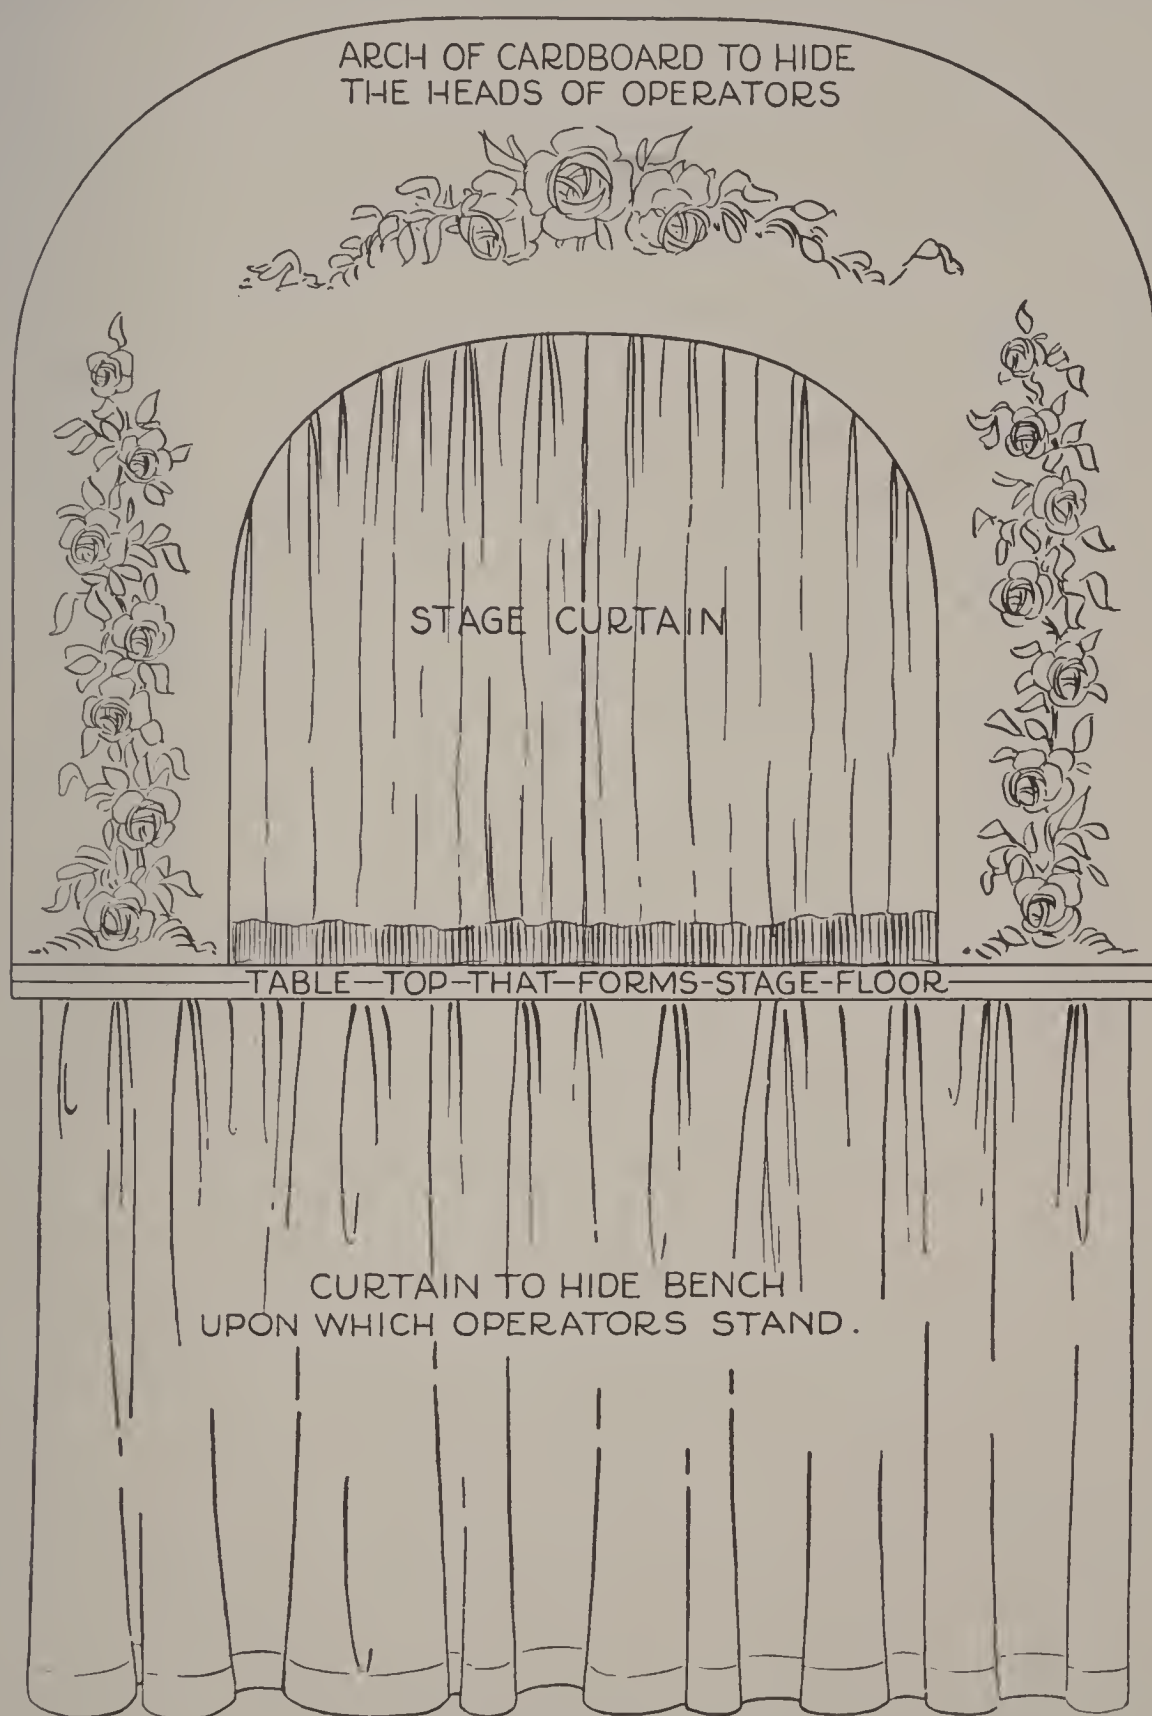 ARCH OF CARDBOARD TO HIDE
THE HEADS OF OPERATORS
STAGE CURTAIN
TABLE-TOP-THAT-FORMS-STAGE-FLOOR
CURTAIN TO HIDE BENCH
UPON WHICH OPERATORS STAND.